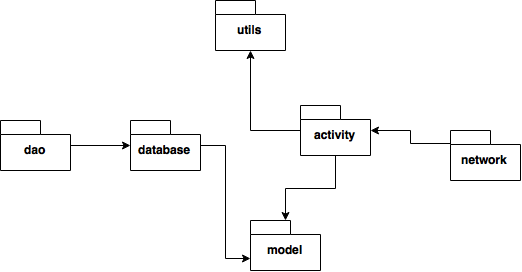 utils
activity
dao
database
network
model